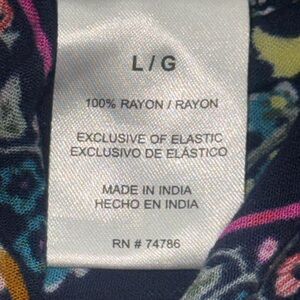 L / G
100% RAYON / RAYON
EXCLUSIVE OF ELASTIC
EXCLUSIVO DE ELÁSTICO
MADE IN INDIA
HECHO EN INDIA
RN # 74786